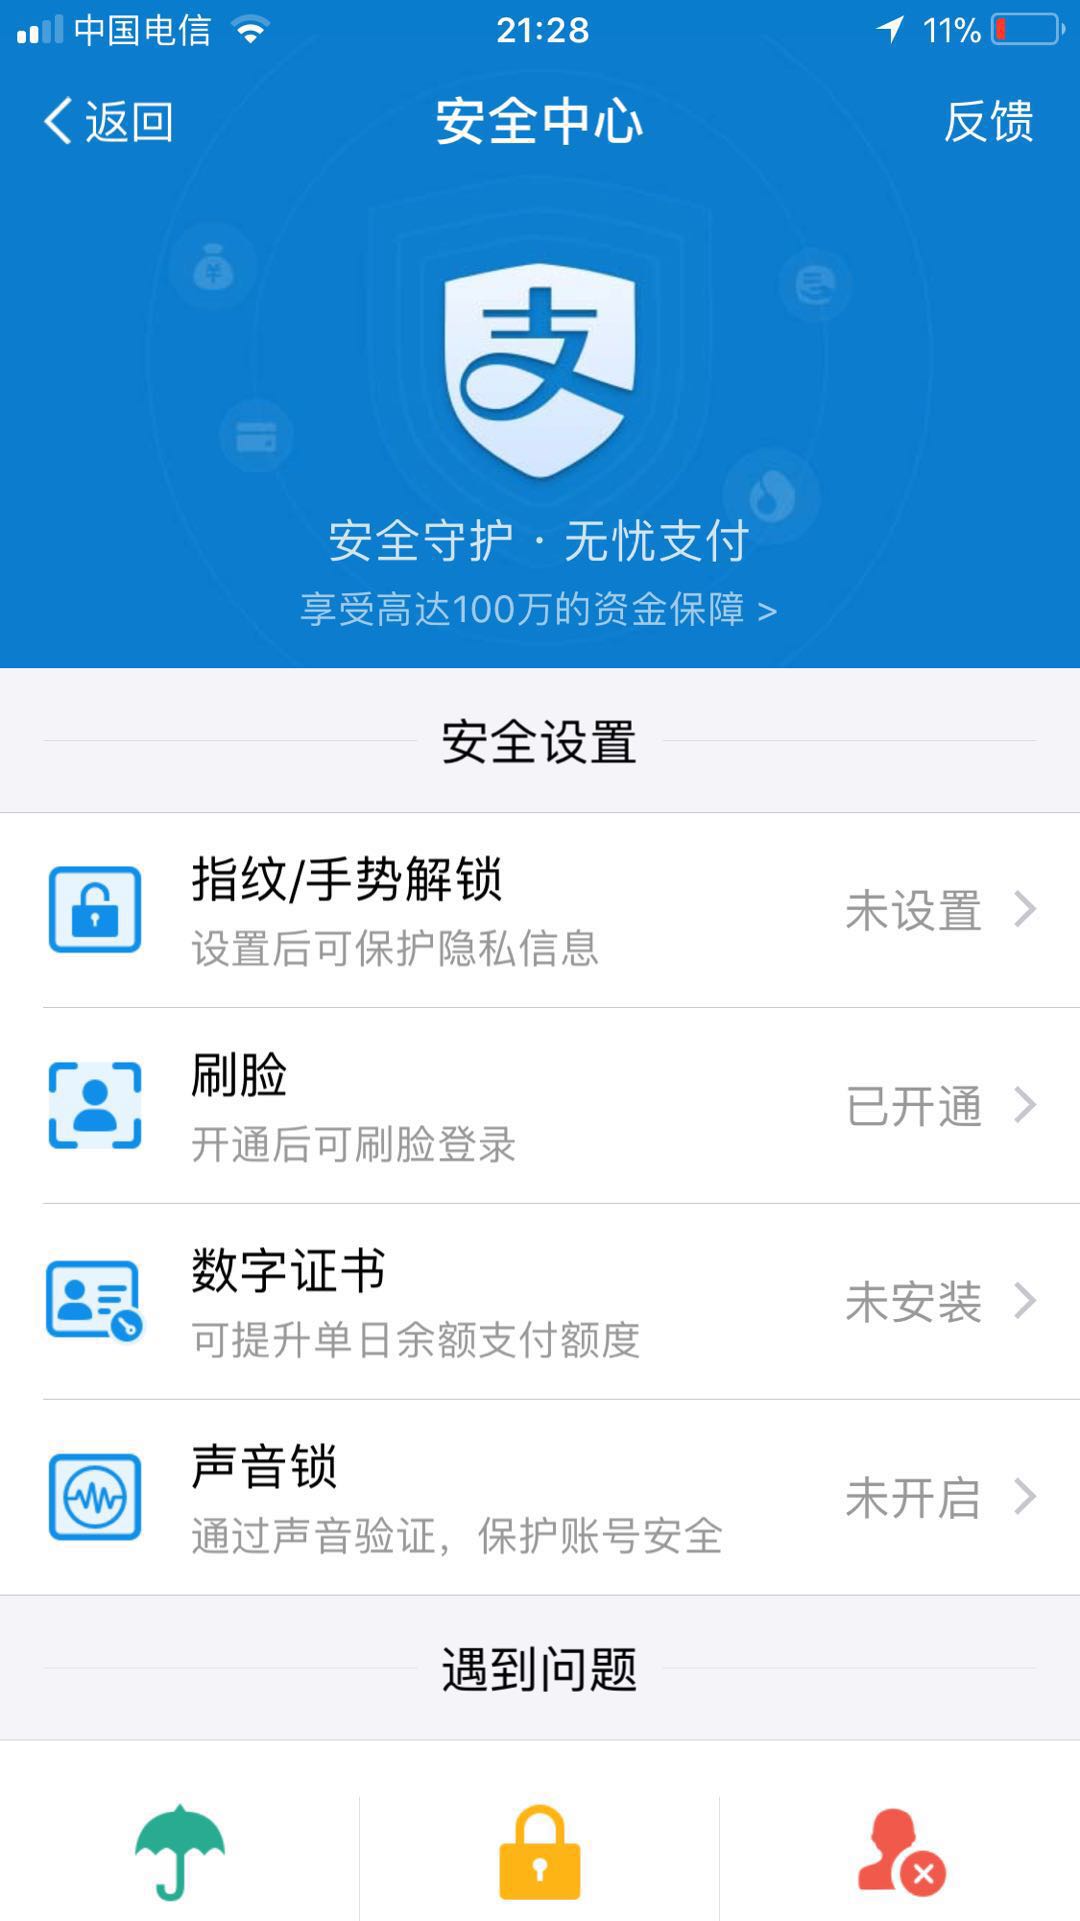 中国电信 21:28 11%
返回 安全中心 反馈
支
安全守护 · 无忧支付
享受高达100万的资金保障 >
安全设置
指纹/手势解锁
设置后可保护隐私信息
未设置
刷脸
开通后可刷脸登录
已开通
数字证书
可提升单日余额支付额度
未安装
声音锁
通过声音验证，保护账号安全
未开启
遇到问题